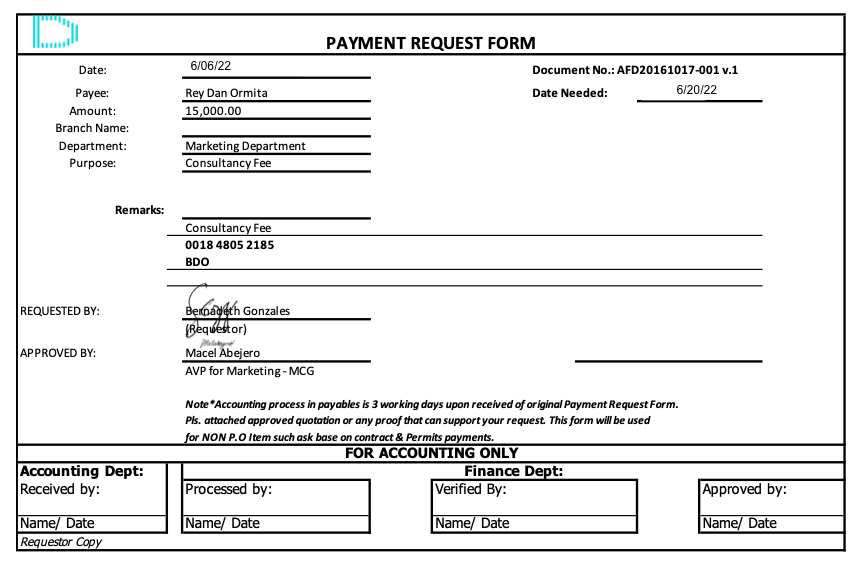 PAYMENT REQUEST FORM
Date: 6/06/22 Document No.: AFD20161017-001 v.1
Payee: Rey Dan Ormita Date Needed: 6/20/22
Amount: 15,000.00
Branch Name:
Department: Marketing Department
Purpose: Consultancy Fee
Remarks:
Consultancy Fee
0018 4805 2185
BDO
REQUESTED BY: Bernadeth Gonzales
(Requestor)
APPROVED BY: Macel Abejero
AVP for Marketing - MCG
Note*Accounting process in payables is 3 working days upon received of original Payment Request Form.
Pls. attached approved quotation or any proof that can support your request. This form will be used
for NON P.O Item such ask base on contract & Permits payments.
FOR ACCOUNTING ONLY
Accounting Dept: Finance Dept:
Received by: Processed by: Verified By: Approved by:
Name/ Date Name/ Date Name/ Date Name/ Date
Requestor Copy